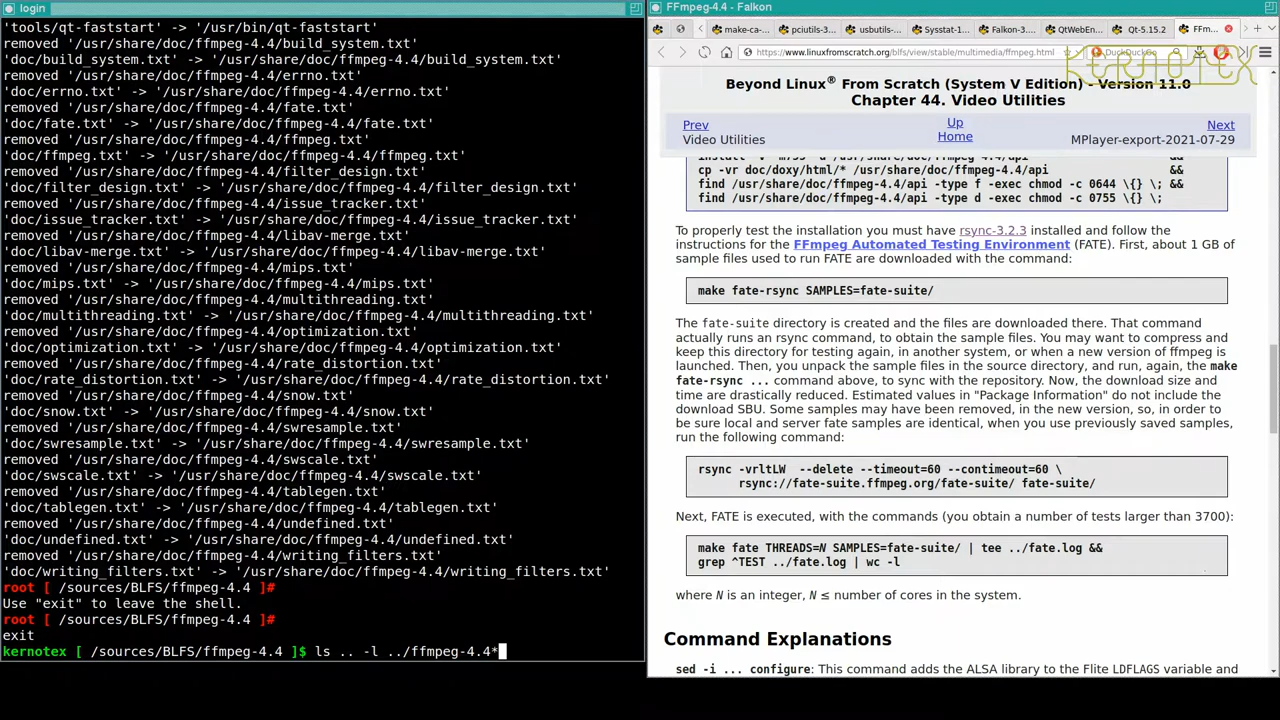 login
'tools/qt-faststart' -> '/usr/bin/qt-faststart'
removed '/usr/share/doc/ffmpeg-4.4/build_system.txt'
'doc/build_system.txt' -> '/usr/share/doc/ffmpeg-4.4/build_system.txt'
removed '/usr/share/doc/ffmpeg-4.4/errno.txt'
'doc/errno.txt' -> '/usr/share/doc/ffmpeg-4.4/errno.txt'
removed '/usr/share/doc/ffmpeg-4.4/fate.txt'
'doc/fate.txt' -> '/usr/share/doc/ffmpeg-4.4/fate.txt'
removed '/usr/share/doc/ffmpeg-4.4/ffmpeg.txt'
'doc/ffmpeg.txt' -> '/usr/share/doc/ffmpeg-4.4/ffmpeg.txt'
removed '/usr/share/doc/ffmpeg-4.4/filter_design.txt'
'doc/filter_design.txt' -> '/usr/share/doc/ffmpeg-4.4/filter_design.txt'
removed '/usr/share/doc/ffmpeg-4.4/issue_tracker.txt'
'doc/issue_tracker.txt' -> '/usr/share/doc/ffmpeg-4.4/issue_tracker.txt'
removed '/usr/share/doc/ffmpeg-4.4/libav-merge.txt'
'doc/libav-merge.txt' -> '/usr/share/doc/ffmpeg-4.4/libav-merge.txt'
removed '/usr/share/doc/ffmpeg-4.4/mips.txt'
'doc/mips.txt' -> '/usr/share/doc/ffmpeg-4.4/mips.txt'
removed '/usr/share/doc/ffmpeg-4.4/multithreading.txt'
'doc/multithreading.txt' -> '/usr/share/doc/ffmpeg-4.4/multithreading.txt'
removed '/usr/share/doc/ffmpeg-4.4/optimization.txt'
'doc/optimization.txt' -> '/usr/share/doc/ffmpeg-4.4/optimization.txt'
removed '/usr/share/doc/ffmpeg-4.4/rate_distortion.txt'
'doc/rate_distortion.txt' -> '/usr/share/doc/ffmpeg-4.4/rate_distortion.txt'
removed '/usr/share/doc/ffmpeg-4.4/snow.txt'
'doc/snow.txt' -> '/usr/share/doc/ffmpeg-4.4/snow.txt'
removed '/usr/share/doc/ffmpeg-4.4/swresample.txt'
'doc/swresample.txt' -> '/usr/share/doc/ffmpeg-4.4/swresample.txt'
removed '/usr/share/doc/ffmpeg-4.4/swscale.txt'
'doc/swscale.txt' -> '/usr/share/doc/ffmpeg-4.4/swscale.txt'
removed '/usr/share/doc/ffmpeg-4.4/tablegen.txt'
'doc/tablegen.txt' -> '/usr/share/doc/ffmpeg-4.4/tablegen.txt'
removed '/usr/share/doc/ffmpeg-4.4/undefined.txt'
'doc/undefined.txt' -> '/usr/share/doc/ffmpeg-4.4/undefined.txt'
removed '/usr/share/doc/ffmpeg-4.4/writing_filters.txt'
'doc/writing_filters.txt' -> '/usr/share/doc/ffmpeg-4.4/writing_filters.txt'
root [ /sources/BLFS/ffmpeg-4.4 ]#
Use "exit" to leave the shell.
root [ /sources/BLFS/ffmpeg-4.4 ]#
exit
kernotex [ /sources/BLFS/ffmpeg-4.4 ]$ ls .. -l ../ffmpeg-4.4*
FFmpeg-4.4 - Falkon
make-ca- pciutils-3 usbutils- Sysstat-1 Falkon-3. QtWebEn. Qt-5.15.2 FFm
https://www.linuxfromscratch.org/blfs/view/stable/multimedia/ffmpeg.html DuckDuckGo
KERNOTEX
Beyond Linux® From Scratch (System V Edition) - Version 11.0
Chapter 44. Video Utilities
Prev Up Next
Video Utilities Home MPlayer-export-2021-07-29
install -v -m755 -d /usr/share/doc/ffmpeg-4.4/api &&
cp -vr doc/doxy/html/* /usr/share/doc/ffmpeg-4.4/api &&
find /usr/share/doc/ffmpeg-4.4/api -type f -exec chmod -c 0644 \{} \; &&
find /usr/share/doc/ffmpeg-4.4/api -type d -exec chmod -c 0755 \{} \;
To properly test the installation you must have rsync-3.2.3 installed and follow the
instructions for the FFmpeg Automated Testing Environment (FATE). First, about 1 GB of
sample files used to run FATE are downloaded with the command:
make fate-rsync SAMPLES=fate-suite/
The fate-suite directory is created and the files are downloaded there. That command
actually runs an rsync command, to obtain the sample files. You may want to compress and
keep this directory for testing again, in another system, or when a new version of ffmpeg is
launched. Then, you unpack the sample files in the source directory, and run, again, the make
fate-rsync ... command above, to sync with the repository. Now, the download size and
time are drastically reduced. Estimated values in "Package Information" do not include the
download SBU. Some samples may have been removed, in the new version, so, in order to
be sure local and server fate samples are identical, when you use previously saved samples,
run the following command:
rsync -vrltLW --delete --timeout=60 --contimeout=60 \
rsync://fate-suite.ffmpeg.org/fate-suite/ fate-suite/
Next, FATE is executed, with the commands (you obtain a number of tests larger than 3700):
make fate THREADS=N SAMPLES=fate-suite/ | tee ../fate.log &&
grep ^TEST ../fate.log | wc -l
where N is an integer, N ≤ number of cores in the system.
Command Explanations
sed -i ... configure: This command adds the ALSA library to the Flite LDFLAGS variable and